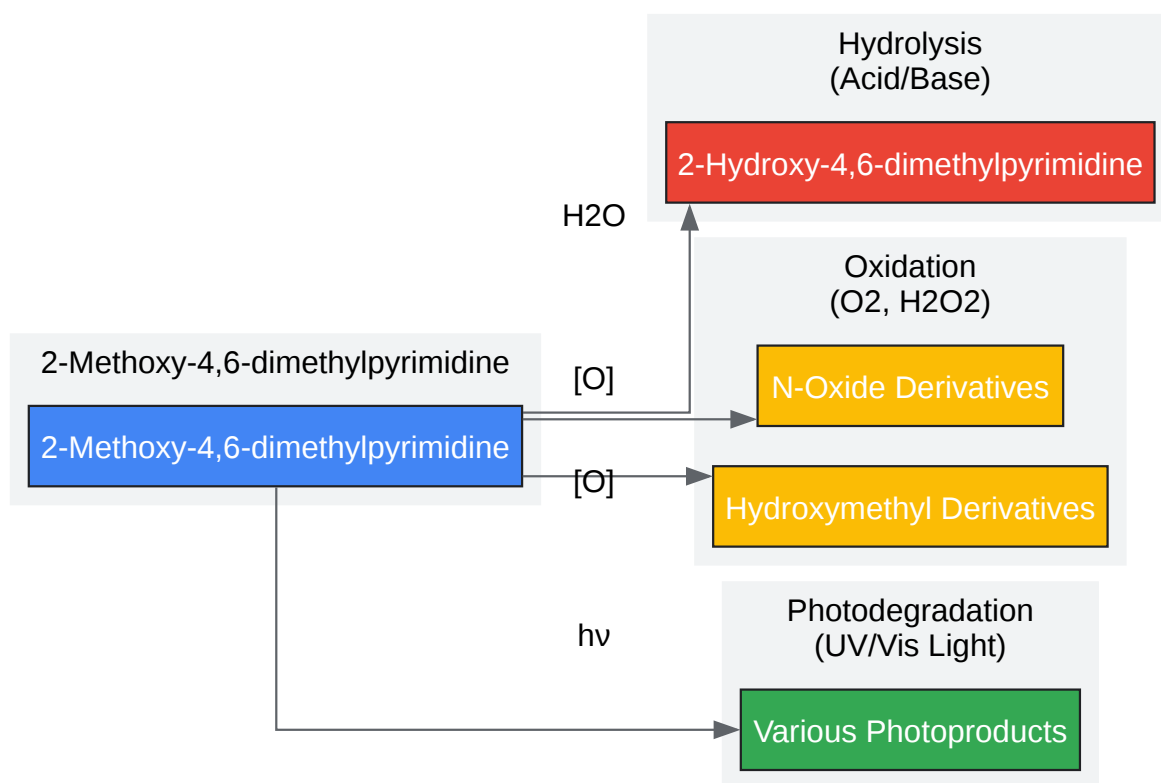 Hydrolysis
(Acid/Base)
2-Hydroxy-4,6-dimethylpyrimidine
H2O
Oxidation
(O2, H2O2)
2-Methoxy-4,6-dimethylpyrimidine
[O]
N-Oxide Derivatives
2-Methoxy-4,6-dimethylpyrimidine
[O]
Hydroxymethyl Derivatives
Photodegradation
(UV/Vis Light)
hν
Various Photoproducts